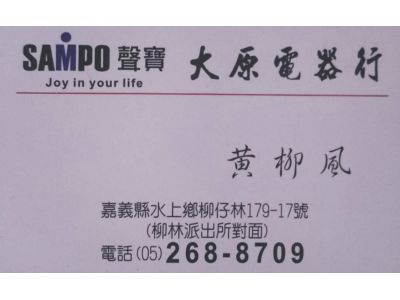 SAMPO 聲寶 大原電器行
Joy in your life
黃柳風
嘉義縣水上鄉柳仔林179-17號
(柳林派出所對面)
電話(05)268-8709